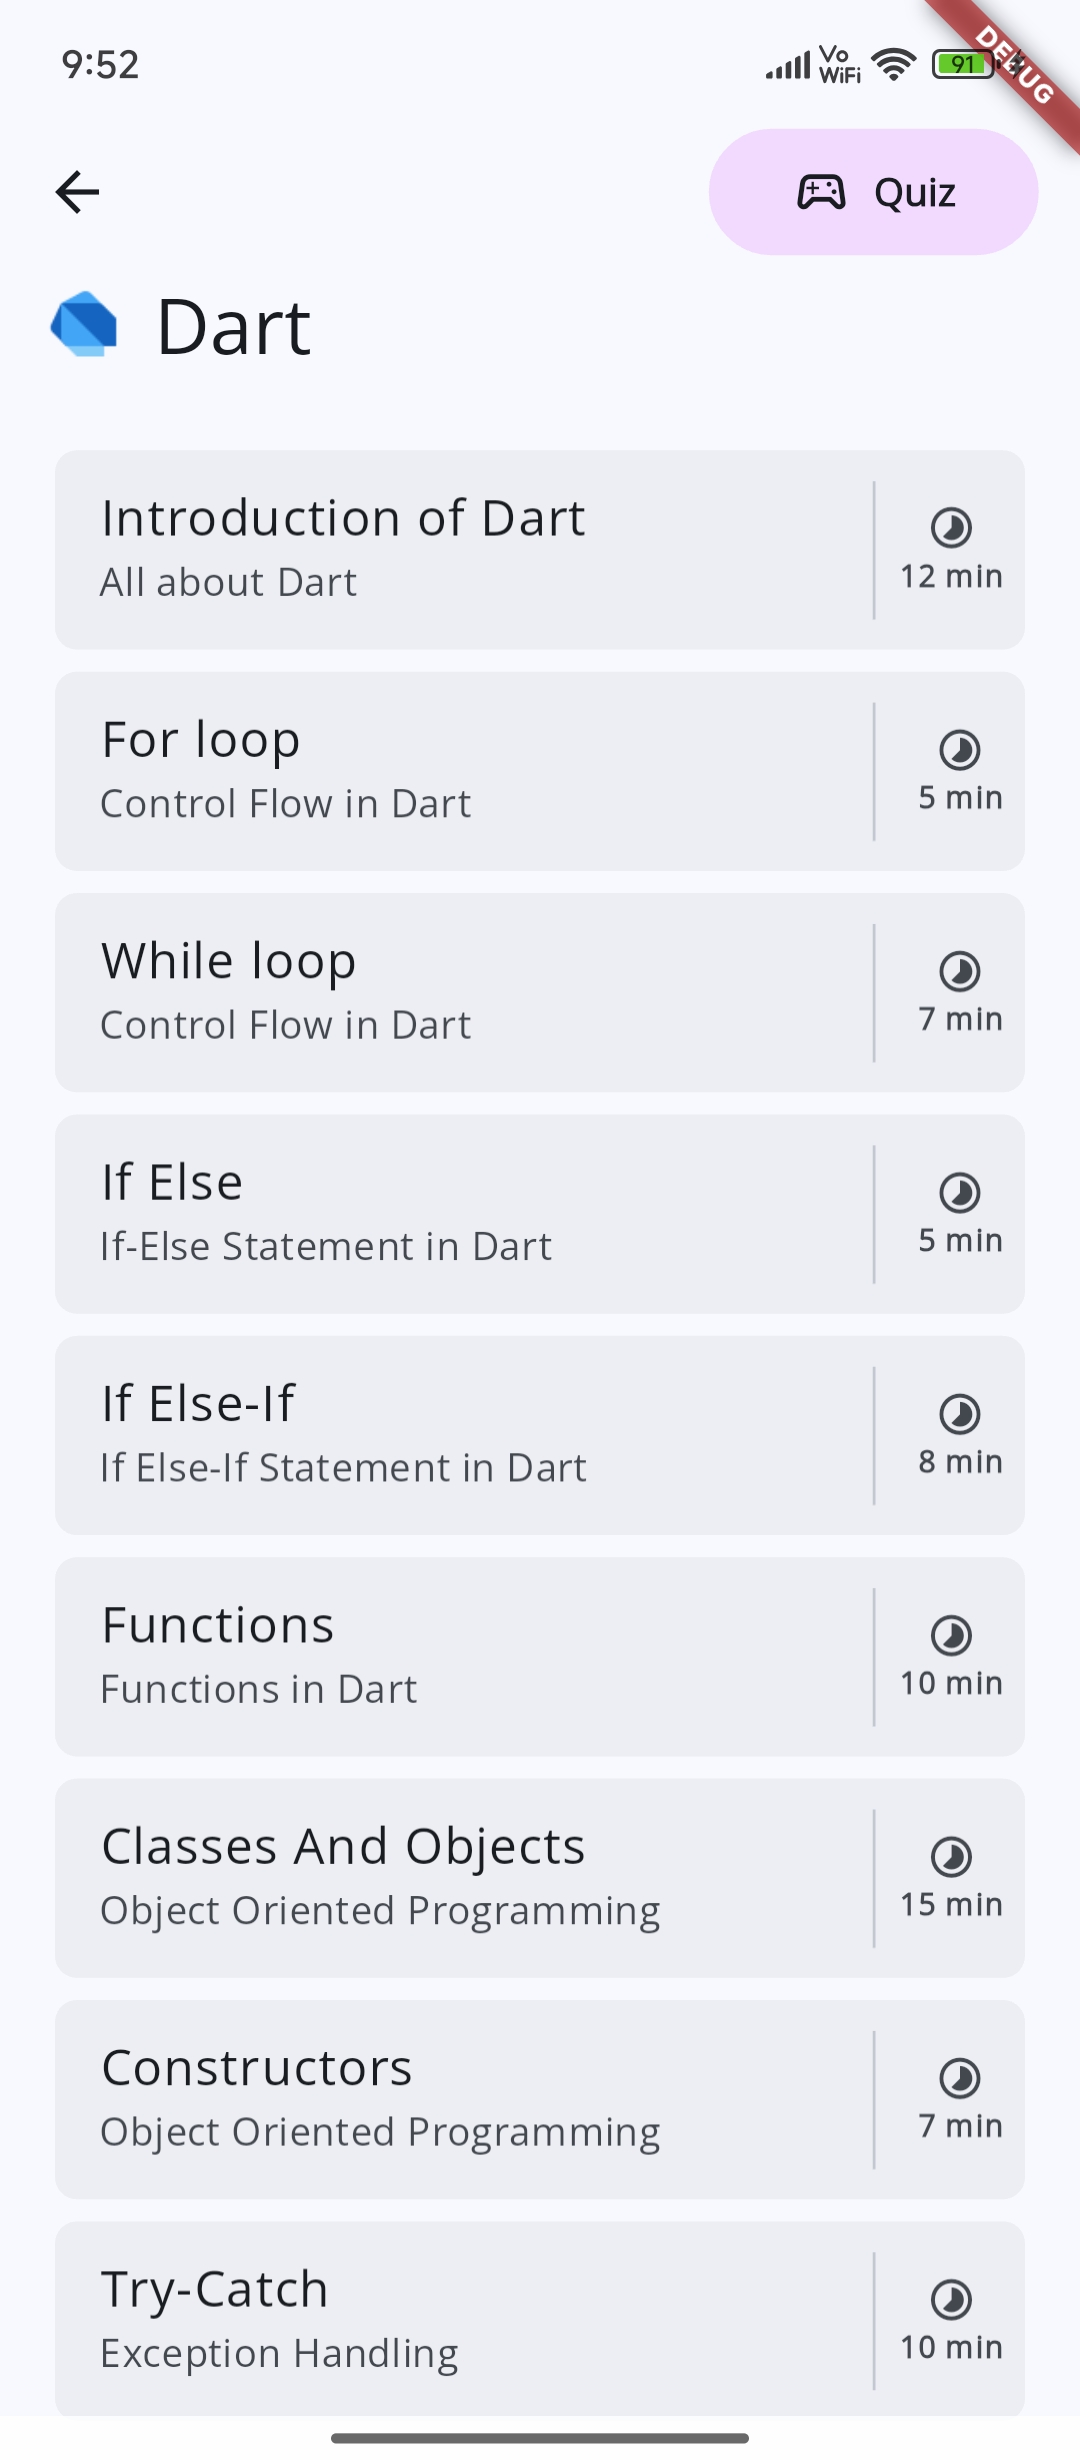 9:52
Vo
WiFi
91
DEBUG
Quiz
Dart
Introduction of Dart
All about Dart
12 min
For loop
Control Flow in Dart
5 min
While loop
Control Flow in Dart
7 min
If Else
If-Else Statement in Dart
5 min
If Else-If
If Else-If Statement in Dart
8 min
Functions
Functions in Dart
10 min
Classes And Objects
Object Oriented Programming
15 min
Constructors
Object Oriented Programming
7 min
Try-Catch
Exception Handling
10 min